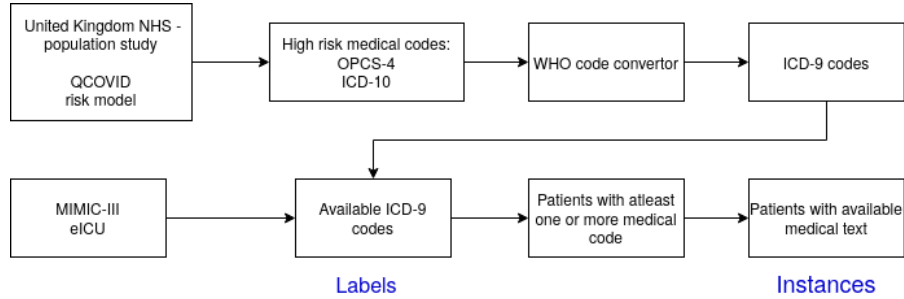 United Kingdom NHS -
population study
QCOVID
risk model
High risk medical codes:
OPCS-4
ICD-10
WHO code convertor
ICD-9 codes
MIMIC-III
eICU
Available ICD-9
codes
Patients with atleast
one or more medical
code
Patients with available
medical text
Labels
Instances